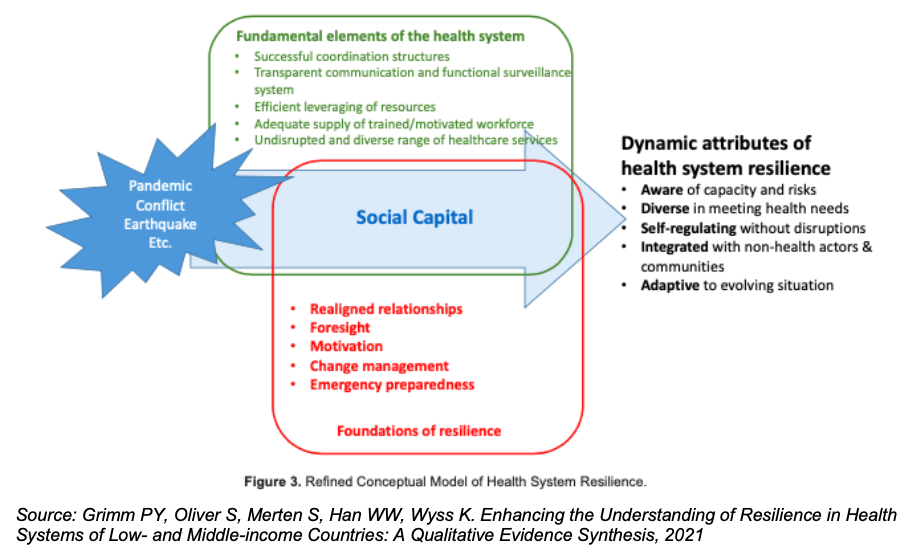 Fundamental elements of the health system
• Successful coordination structures
• Transparent communication and functional surveillance
system
• Efficient leveraging of resources
• Adequate supply of trained/motivated workforce
• Undisrupted and diverse range of healthcare services
Pandemic
Conflict
Earthquake
Etc.
Social Capital
Dynamic attributes of
health system resilience
• Aware of capacity and risks
• Diverse in meeting health needs
• Self-regulating without disruptions
• Integrated with non-health actors &
communities
• Adaptive to evolving situation
• Realigned relationships
• Foresight
• Motivation
• Change management
• Emergency preparedness
Foundations of resilience
Figure 3. Refined Conceptual Model of Health System Resilience.
Source: Grimm PY, Oliver S, Merten S, Han WW, Wyss K. Enhancing the Understanding of Resilience in Health
Systems of Low- and Middle-income Countries: A Qualitative Evidence Synthesis, 2021